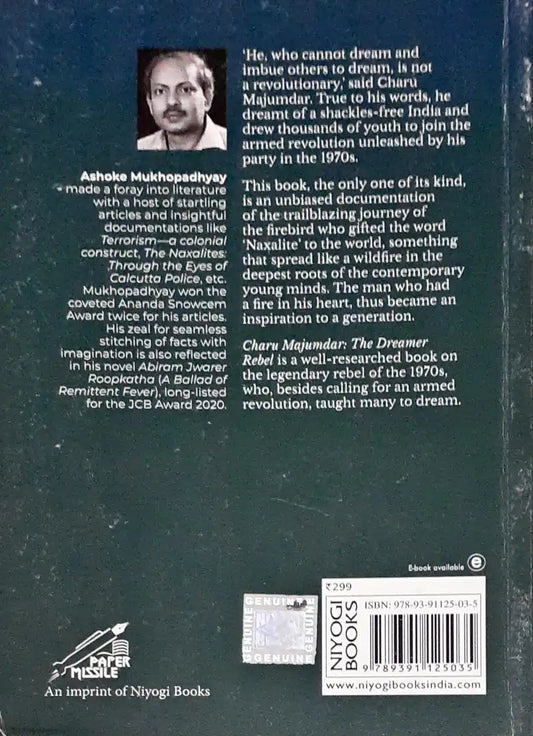 'He, who cannot dream and
imbue others to dream, is not
a revolutionary,' said Charu
Majumdar. True to his words, he
dreamt of a shackles-free India and
drew thousands of youth to join the
armed revolution unleashed by his
party in the 1970s.
This book, the only one of its kind,
is an unbiased documentation
of the trailblazing journey of
the firebird who gifted the word
'Naxalite' to the world, something
that spread like a wildfire in the
deepest roots of the contemporary
young minds. The man who had
a fire in his heart, thus became an
inspiration to a generation.
Charu Majumdar: The Dreamer
Rebel is a well-researched book on
the legendary rebel of the 1970s,
who, besides calling for an armed
revolution, taught many to dream.
Ashoke Mukhopadhyay
made a foray into literature
with a host of startling
articles and insightful
documentations like
Terrorism—a colonial
construct, The Naxalites:
Through the Eyes of
Calcutta Police, etc.
Mukhopadhyay won the
coveted Ananda Snowcem
Award twice for his articles.
His zeal for seamless
stitching of facts with
imagination is also reflected
in his novel Abiram Jwarer
Roopkatha (A Ballad of
Remittent Fever), long-listed
for the JCB Award 2020.
E-book available e
₹299
NIYOGI
BOOKS
ISBN: 978-93-91125-03-5
9 789391 125035
www.niyogibooksindia.com
GENUINE
GENUINE
GENUINE
GENUINE
PAPER
MISSILE
An imprint of Niyogi Books